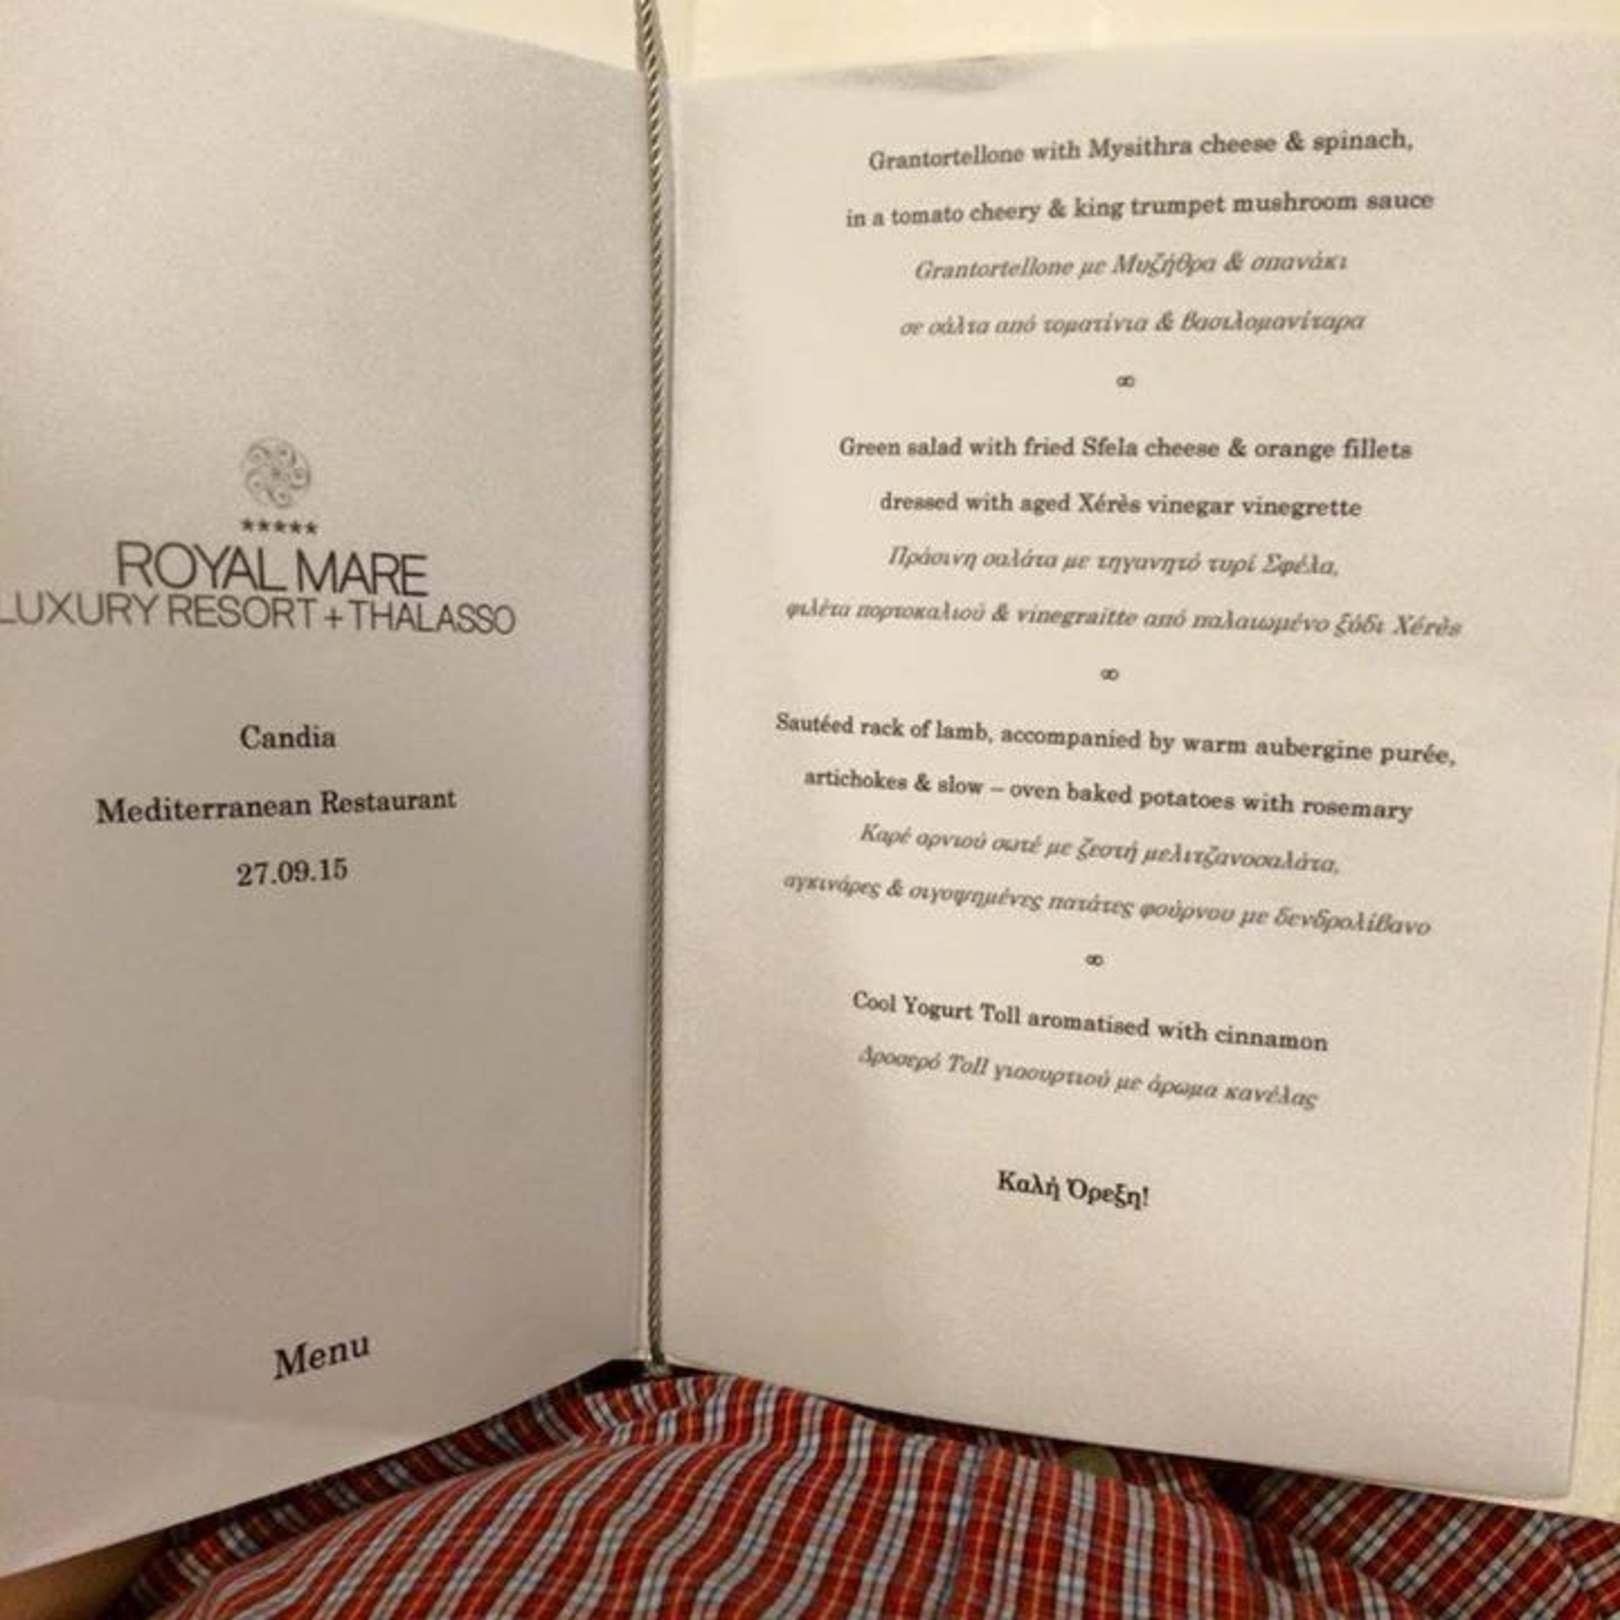 ★★★★★
ROYAL MARE
LUXURY RESORT + THALASSO
Candia
Mediterranean Restaurant
27.09.15
Menu
Grantortellone with Mysithra cheese & spinach,
in a tomato cheery & king trumpet mushroom sauce
Grantortellone με Μυζήθρα & σπανάκι
σε σάλτα από τοματίνια & βασιλομανίταρα
∞
Green salad with fried Sfela cheese & orange fillets
dressed with aged Xérès vinegar vinegrette
Πράσινη σαλάτα με τηγανητό τυρί Σφέλα,
φιλέτα πορτοκαλιού & vinegraitte από παλαιωμένο ξύδι Xérès
∞
Sautéed rack of lamb, accompanied by warm aubergine purée,
artichokes & slow – oven baked potatoes with rosemary
Καρέ αρνιού σωτέ με ζεστή μελιτζανοσαλάτα,
αγκινάρες & σιγοψημένες πατάτες φούρνου με δενδρολίβανο
∞
Cool Yogurt Toll aromatised with cinnamon
Δροσερό Toll γιαουρτιού με άρωμα κανέλας
Καλή Όρεξη!